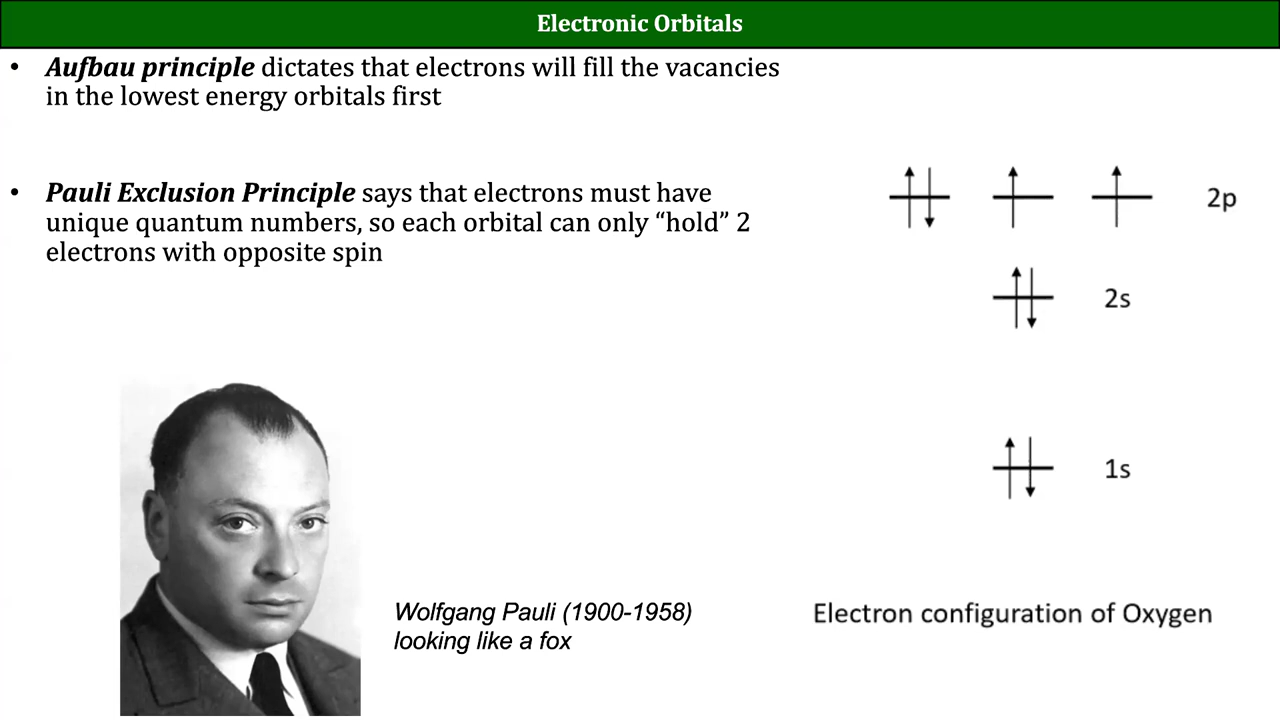 Electronic Orbitals
• Aufbau principle dictates that electrons will fill the vacancies
in the lowest energy orbitals first
• Pauli Exclusion Principle says that electrons must have
unique quantum numbers, so each orbital can only “hold” 2
electrons with opposite spin
2p
2s
1s
Wolfgang Pauli (1900-1958)
looking like a fox
Electron configuration of Oxygen